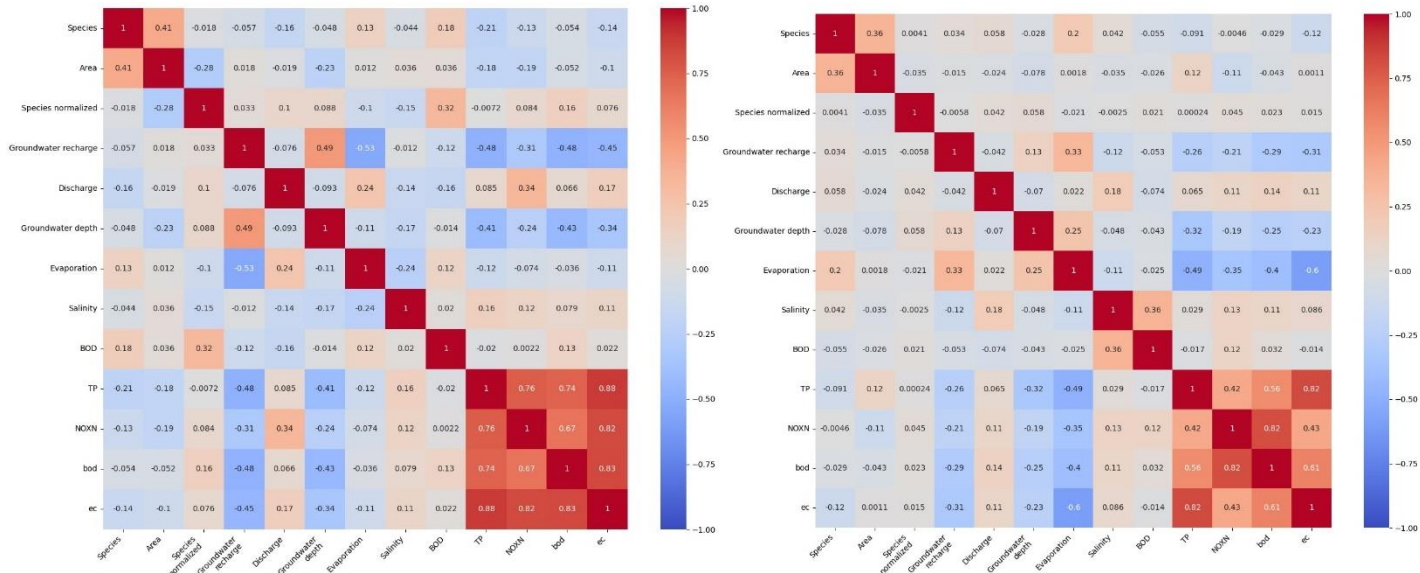 Species 1 0.41 -0.018 -0.057 -0.16 -0.048 0.13 -0.044 0.18 -0.21 -0.13 -0.054 -0.14
Area 0.41 1 -0.28 0.018 -0.019 -0.23 0.012 0.036 0.036 -0.18 -0.19 -0.052 -0.1
Species normalized -0.018 -0.28 1 0.033 0.1 0.088 -0.1 -0.15 0.32 -0.0072 0.084 0.16 0.076
Groundwater recharge -0.057 0.018 0.033 1 -0.076 0.49 -0.53 -0.012 -0.12 -0.48 -0.31 -0.48 -0.45
Discharge -0.16 -0.019 0.1 -0.076 1 -0.093 0.24 -0.14 -0.16 0.085 0.34 0.066 0.17
Groundwater depth -0.048 -0.23 0.088 0.49 -0.093 1 -0.11 -0.17 -0.014 -0.41 -0.24 -0.43 -0.34
Evaporation 0.13 0.012 -0.1 -0.53 0.24 -0.11 1 -0.24 0.12 -0.12 -0.074 -0.036 -0.11
Salinity -0.044 0.036 -0.15 -0.012 -0.14 -0.17 -0.24 1 0.02 0.16 0.12 0.079 0.11
BOD 0.18 0.036 0.32 -0.12 -0.16 -0.014 0.12 0.02 1 -0.02 0.0022 0.13 0.022
TP -0.21 -0.18 -0.0072 -0.48 0.085 -0.41 -0.12 0.16 -0.02 1 0.76 0.74 0.88
NOXN -0.13 -0.19 0.084 -0.31 0.34 -0.24 -0.074 0.12 0.0022 0.76 1 0.67 0.82
bod -0.054 -0.052 0.16 -0.48 0.066 -0.43 -0.036 0.079 0.13 0.74 0.67 1 0.83
ec -0.14 -0.1 0.076 -0.45 0.17 -0.34 -0.11 0.11 0.022 0.88 0.82 0.83 1
Species
Area
Species
normalized
Groundwater
recharge
Discharge
Groundwater
depth
Evaporation
Salinity
BOD
TP
NOXN
bod
ec
1.00
0.75
0.50
0.25
0.00
-0.25
-0.50
-0.75
-1.00
Species 1 0.36 0.0041 0.034 0.058 -0.028 0.2 0.042 -0.055 -0.091 -0.0046 -0.029 -0.12
Area 0.36 1 -0.035 -0.015 -0.024 -0.078 0.0018 -0.035 -0.026 0.12 -0.11 -0.043 0.0011
Species normalized 0.0041 -0.035 1 -0.0058 0.042 0.058 -0.021 -0.0025 0.021 0.00024 0.045 0.023 0.015
Groundwater recharge 0.034 -0.015 -0.0058 1 -0.042 0.13 0.33 -0.12 -0.053 -0.26 -0.21 -0.29 -0.31
Discharge 0.058 -0.024 0.042 -0.042 1 -0.07 0.022 0.18 -0.074 0.065 0.11 0.14 0.11
Groundwater depth -0.028 -0.078 0.058 0.13 -0.07 1 0.25 -0.048 -0.043 -0.32 -0.19 -0.25 -0.23
Evaporation 0.2 0.0018 -0.021 0.33 0.022 0.25 1 -0.11 -0.025 -0.49 -0.35 -0.4 -0.6
Salinity 0.042 -0.035 -0.0025 -0.12 0.18 -0.048 -0.11 1 0.36 0.029 0.13 0.11 0.086
BOD -0.055 -0.026 0.021 -0.053 -0.074 -0.043 -0.025 0.36 1 -0.017 0.12 0.032 -0.014
TP -0.091 0.12 0.00024 -0.26 0.065 -0.32 -0.49 0.029 -0.017 1 0.42 0.56 0.82
NOXN -0.0046 -0.11 0.045 -0.21 0.11 -0.19 -0.35 0.13 0.12 0.42 1 0.82 0.43
bod -0.029 -0.043 0.023 -0.29 0.14 -0.25 -0.4 0.11 0.032 0.56 0.82 1 0.61
ec -0.12 0.0011 0.015 -0.31 0.11 -0.23 -0.6 0.086 -0.014 0.82 0.43 0.61 1
Species
Area
Species
normalized
Groundwater
recharge
Discharge
Groundwater
depth
Evaporation
Salinity
BOD
TP
NOXN
bod
ec
1.00
0.75
0.50
0.25
0.00
-0.25
-0.50
-0.75
-1.00